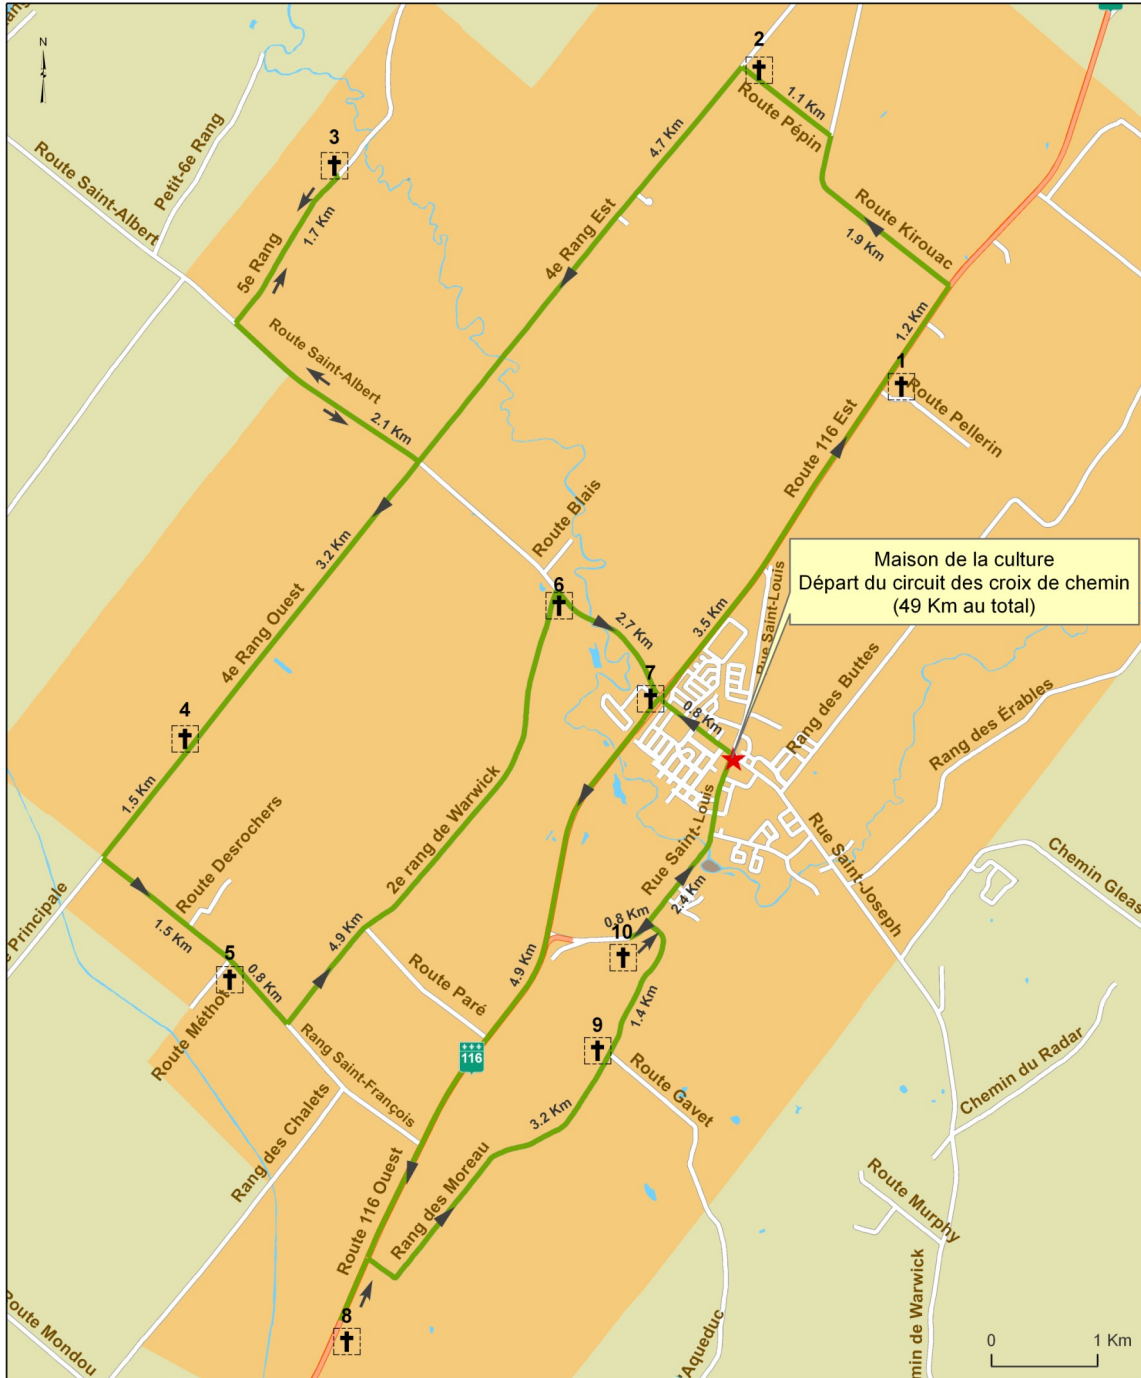 N
2
1.1 Km
Route Pépin
4.7 Km
3
Petit-6e Rang
Route Saint-Albert
1.7 Km
5e Rang
4e Rang Est
Route Kirouac
1.9 Km
1.2 Km
Route Saint-Albert
2.1 Km
1
Route Pellerin
Route 116 Est
Route Blais
3.2 Km
Maison de la culture
Départ du circuit des croix de chemin
(49 Km au total)
6
4e Rang Ouest
2.7 Km
3.5 Km
Rue Saint-Louis
7
0.8 Km
Rang des Buttes
Rang des Érables
4
1.5 Km
Route Desrochers
2e rang de Warwick
Rue Saint-Louis
Rue Saint-Joseph
Chemin Gleas
e Principale
1.5 Km
4.9 Km
2.4 Km
0.8 Km
10
5
0.8 Km
Route Paré
4.9 Km
1.4 Km
Route Méthot
Rang Saint-François
116
9
Route Gavet
Chemin du Radar
Rang des Chalets
3.2 Km
Rang des Moreau
Route 116 Ouest
Route Murphy
8
Route Mondou
l'Aqueduc
min de Warwick
0 1 Km